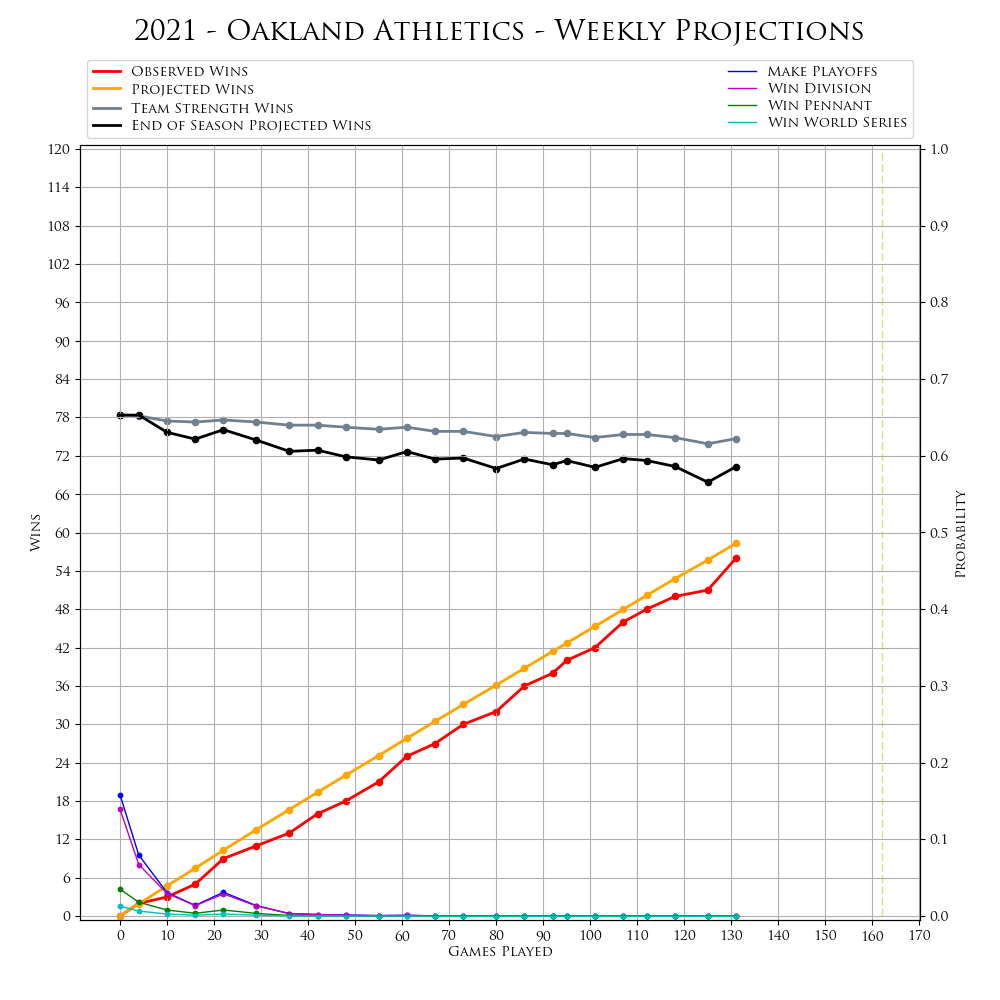 2021 - Oakland Athletics - Weekly Projections
Observed Wins
Projected Wins
Team Strength Wins
End of Season Projected Wins
Make Playoffs
Win Division
Win Pennant
Win World Series
120
114
108
102
96
90
84
78
72
66
60
54
48
42
36
30
24
18
12
6
0
Wins
1.0
0.9
0.8
0.7
0.6
0.5
0.4
0.3
0.2
0.1
0.0
Probability
0 10 20 30 40 50 60 70 80 90 100 110 120 130 140 150 160 170
Games Played